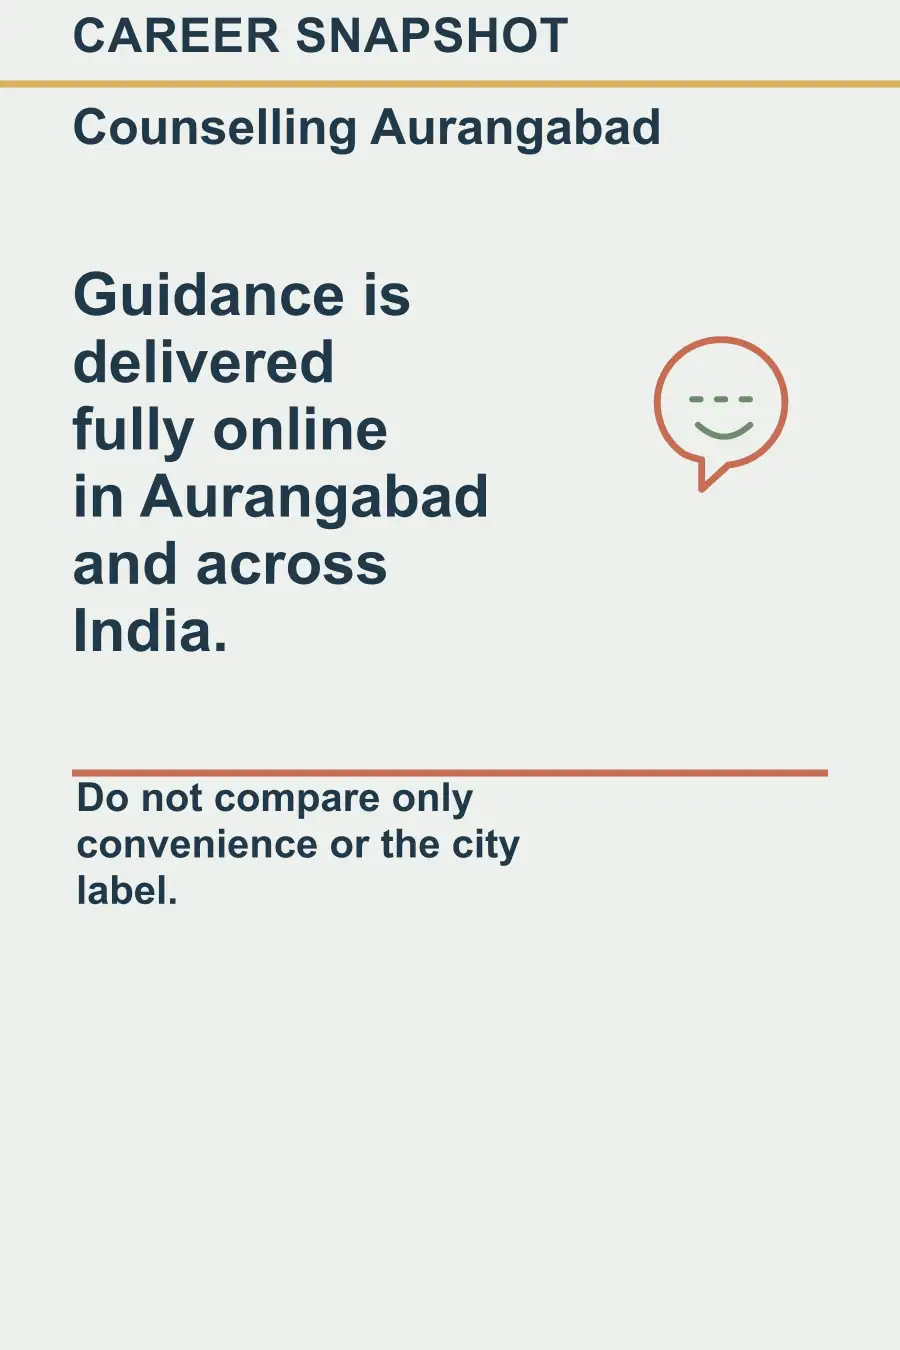 CAREER SNAPSHOT
Counselling Aurangabad
Guidance is
delivered
fully online
in Aurangabad
and across
India.
Do not compare only
convenience or the city
label.